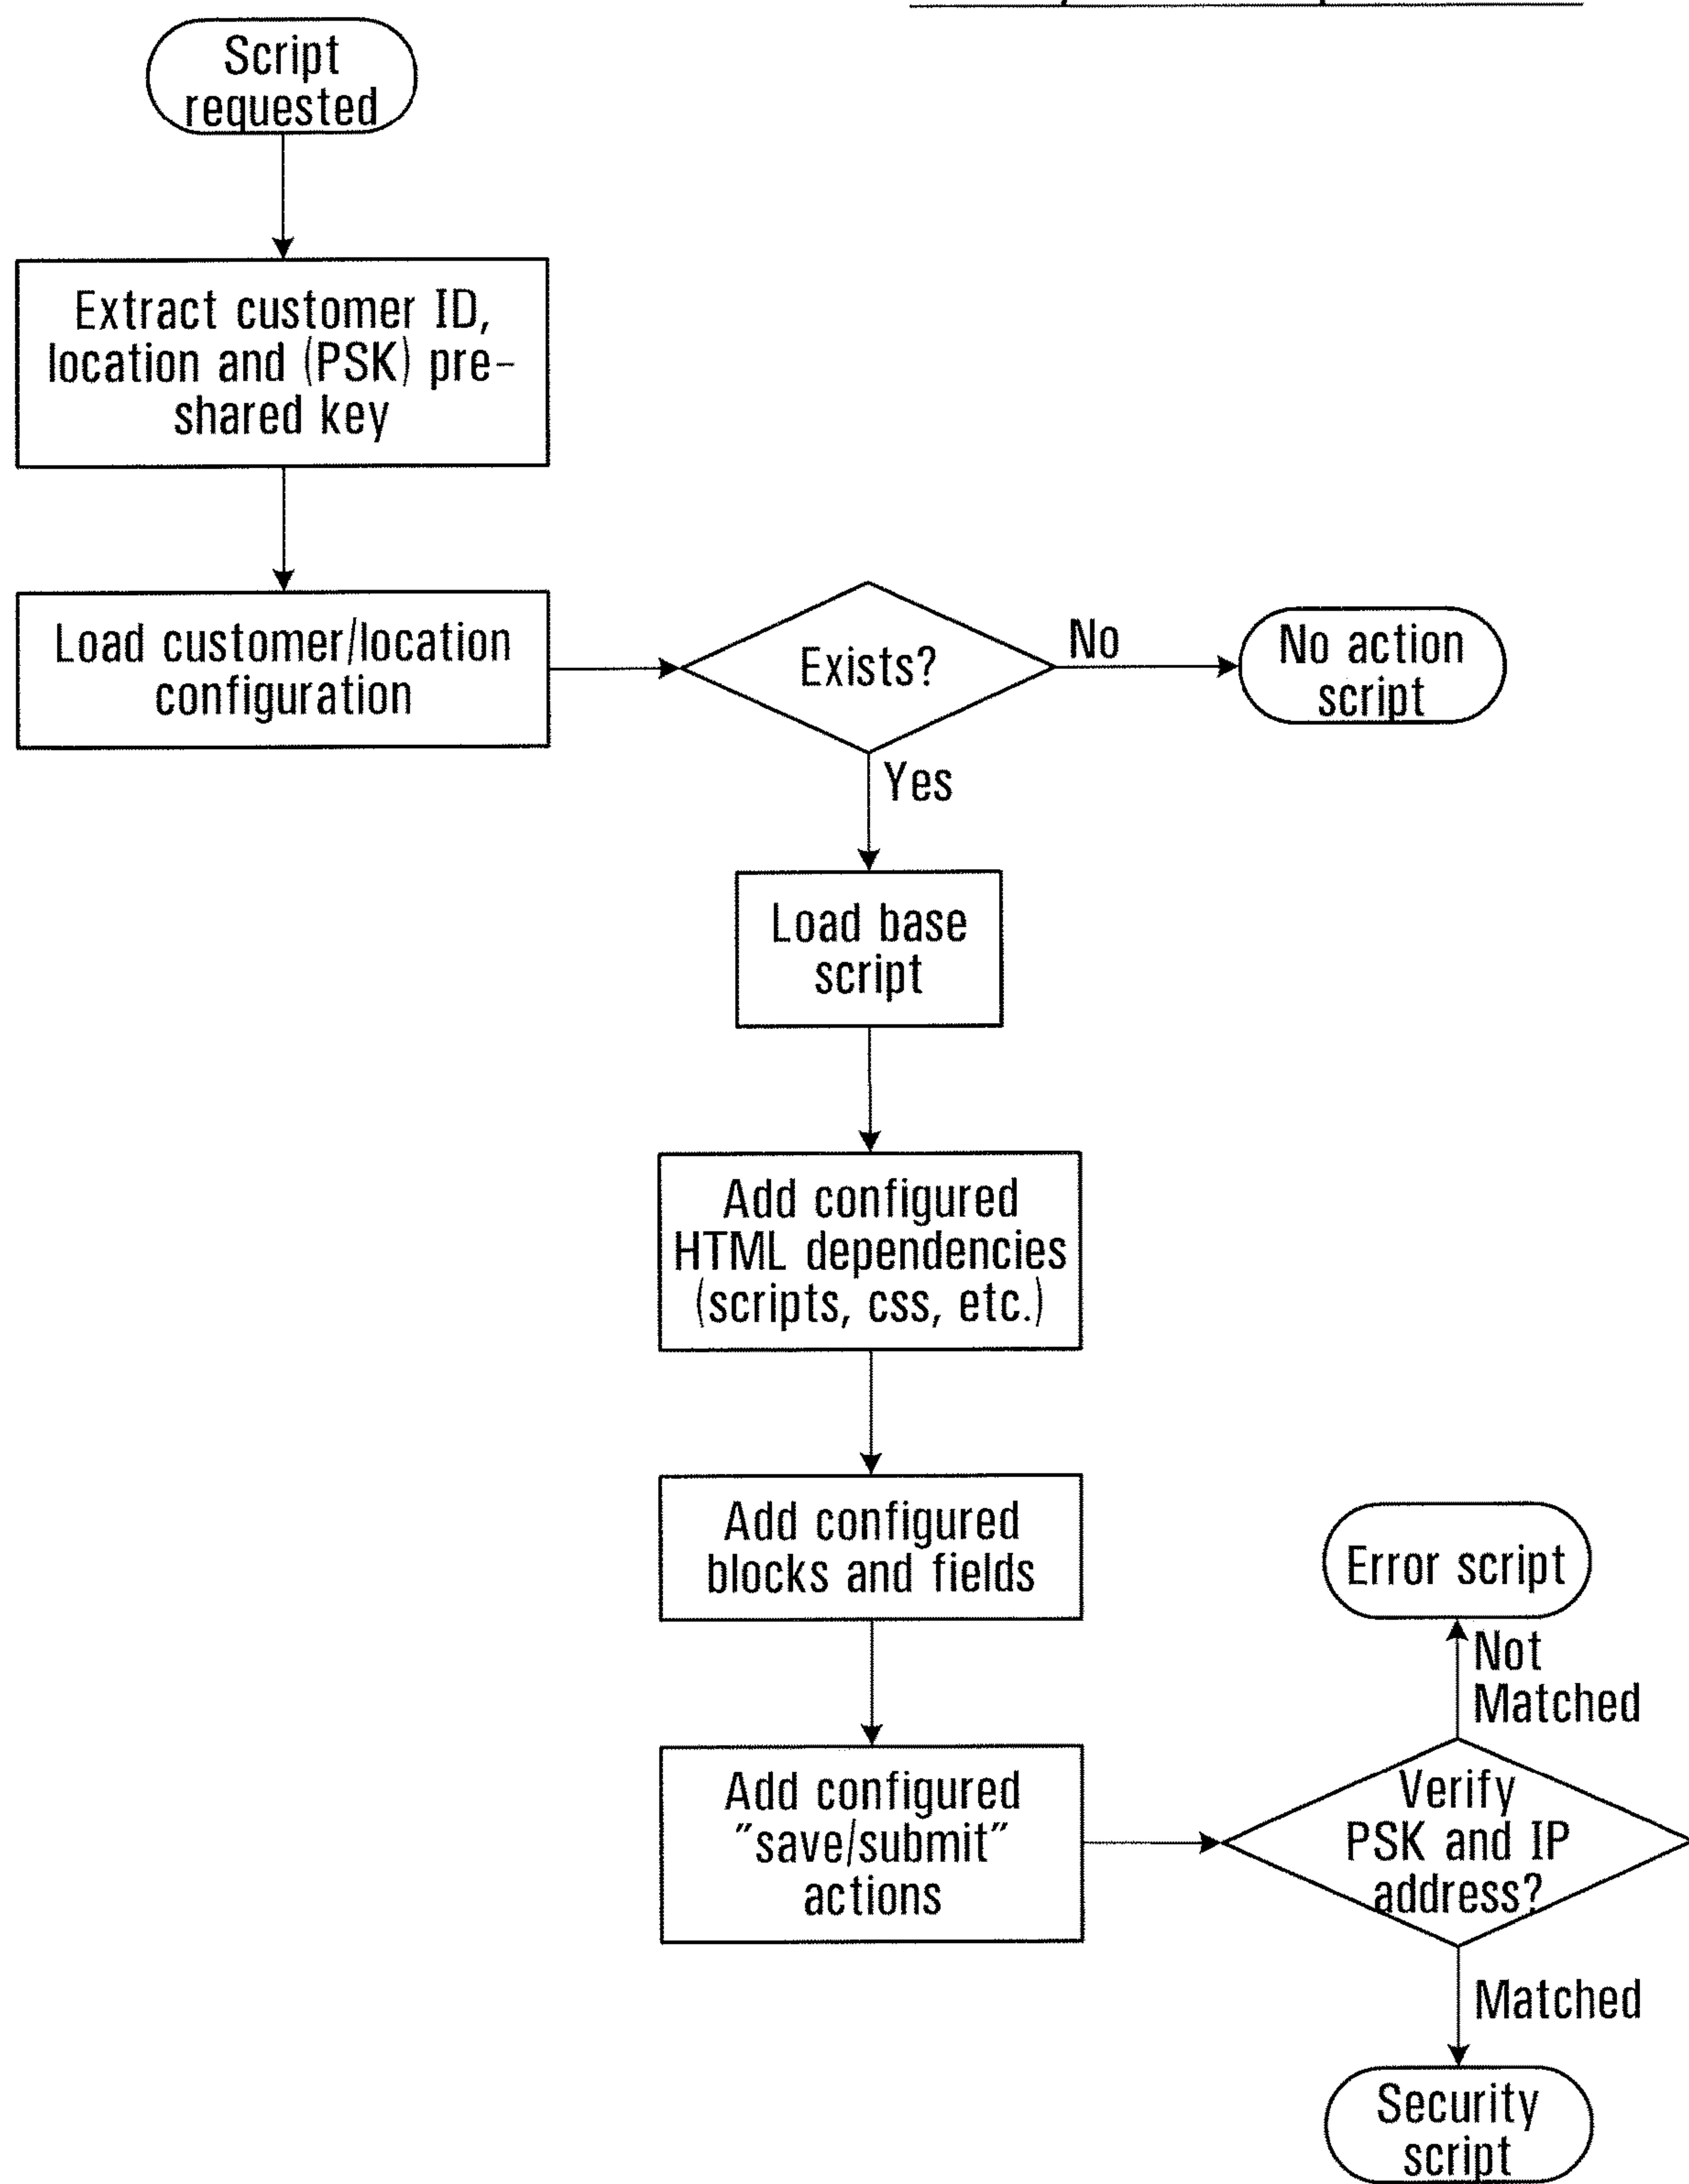 Script
requested
Extract customer ID,
location and (PSK) pre-
shared key
Load customer/location
configuration
Exists?
No
No action
script
Yes
Load base
script
Add configured
HTML dependencies
(scripts, css, etc.)
Add configured
blocks and fields
Error script
Not
Matched
Add configured
"save/submit"
actions
Verify
PSK and IP
address?
Matched
Security
script